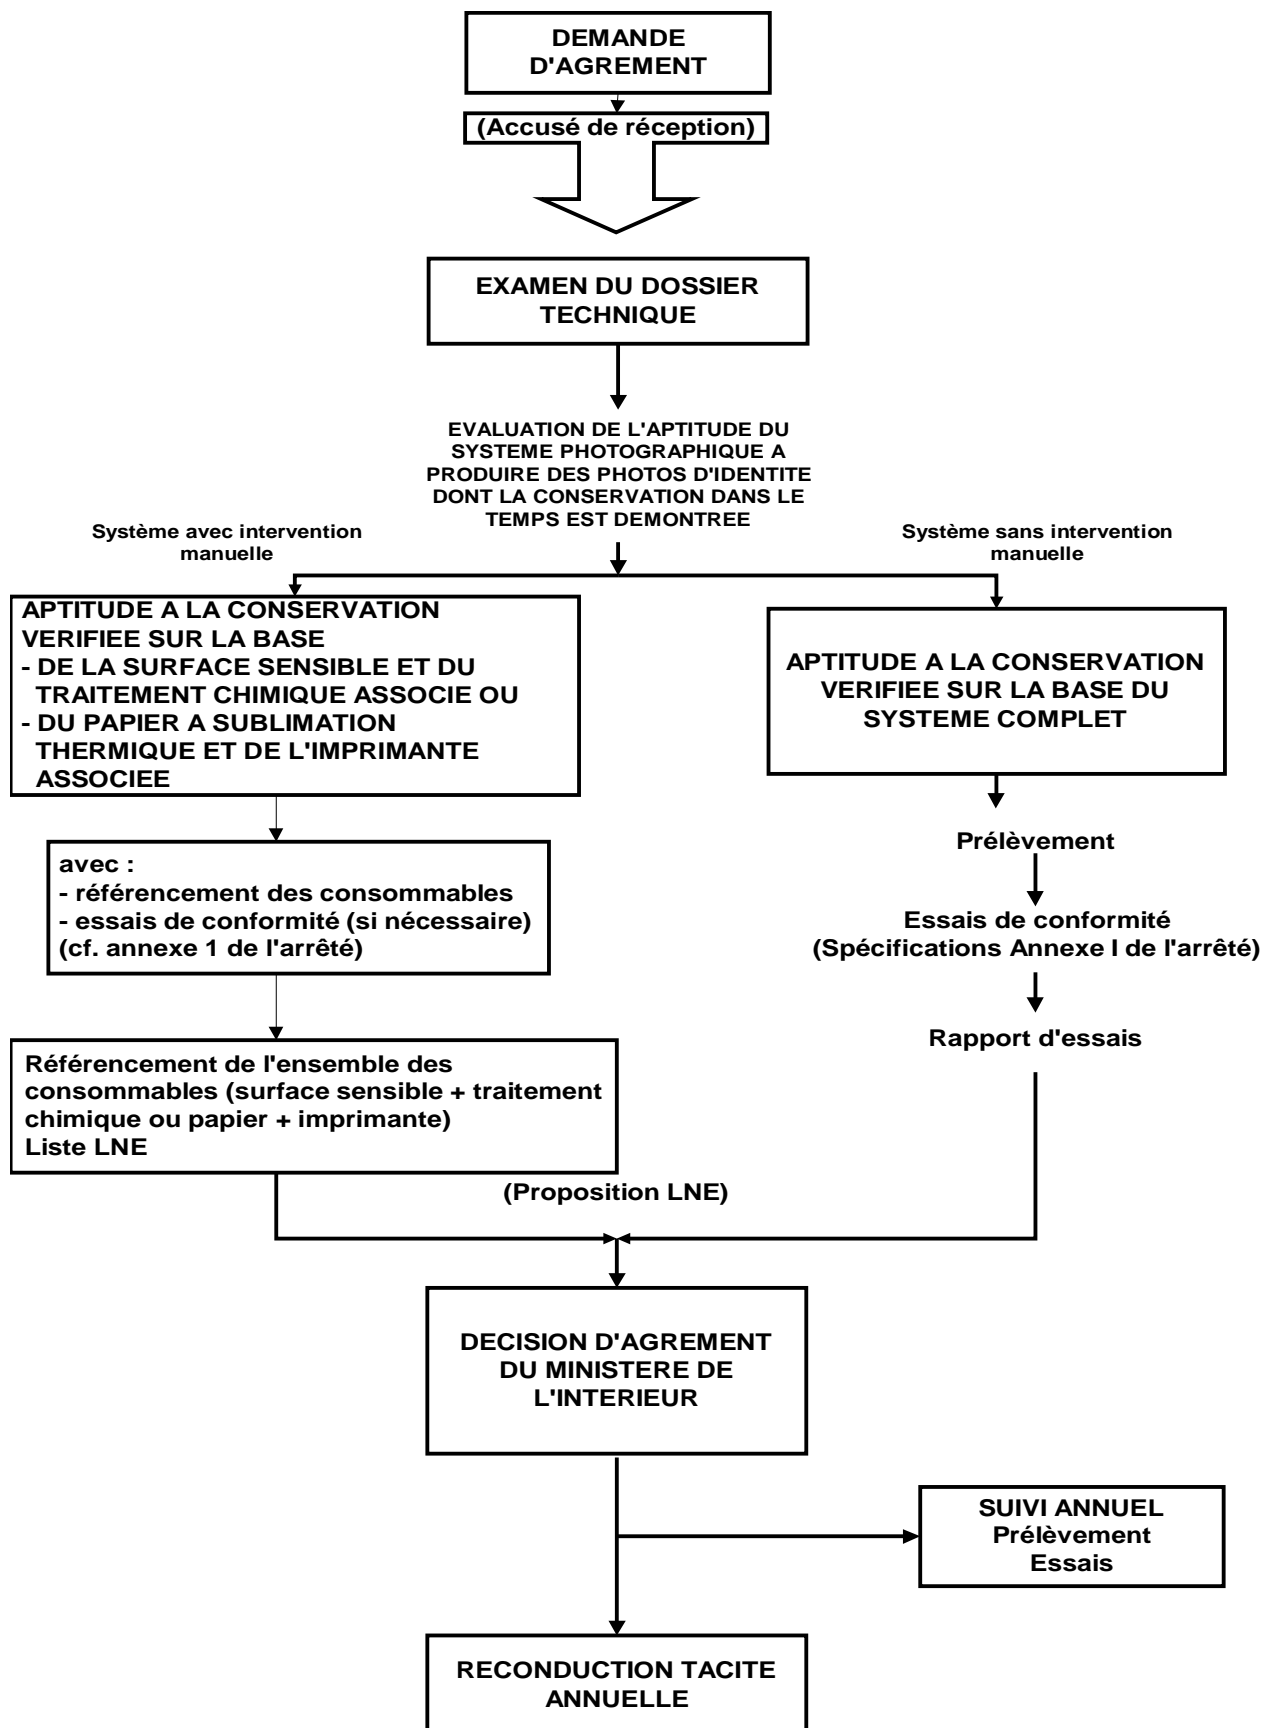 DEMANDE
D'AGREMENT
(Accusé de réception)
EXAMEN DU DOSSIER
TECHNIQUE
EVALUATION DE L'APTITUDE DU
SYSTEME PHOTOGRAPHIQUE A
PRODUIRE DES PHOTOS D'IDENTITE
DONT LA CONSERVATION DANS LE
TEMPS EST DEMONTREE
Système avec intervention
manuelle
Système sans intervention
manuelle
APTITUDE A LA CONSERVATION
VERIFIEE SUR LA BASE
- DE LA SURFACE SENSIBLE ET DU
TRAITEMENT CHIMIQUE ASSOCIE OU
- DU PAPIER A SUBLIMATION
THERMIQUE ET DE L'IMPRIMANTE
ASSOCIEE
APTITUDE A LA CONSERVATION
VERIFIEE SUR LA BASE DU
SYSTEME COMPLET
avec :
- référencement des consommables
- essais de conformité (si nécessaire)
(cf. annexe 1 de l'arrêté)
Prélèvement
Essais de conformité
(Spécifications Annexe I de l'arrêté)
Rapport d'essais
Référencement de l'ensemble des
consommables (surface sensible + traitement
chimique ou papier + imprimante)
Liste LNE
(Proposition LNE)
DECISION D'AGREMENT
DU MINISTERE DE
L'INTERIEUR
SUIVI ANNUEL
Prélèvement
Essais
RECONDUCTION TACITE
ANNUELLE